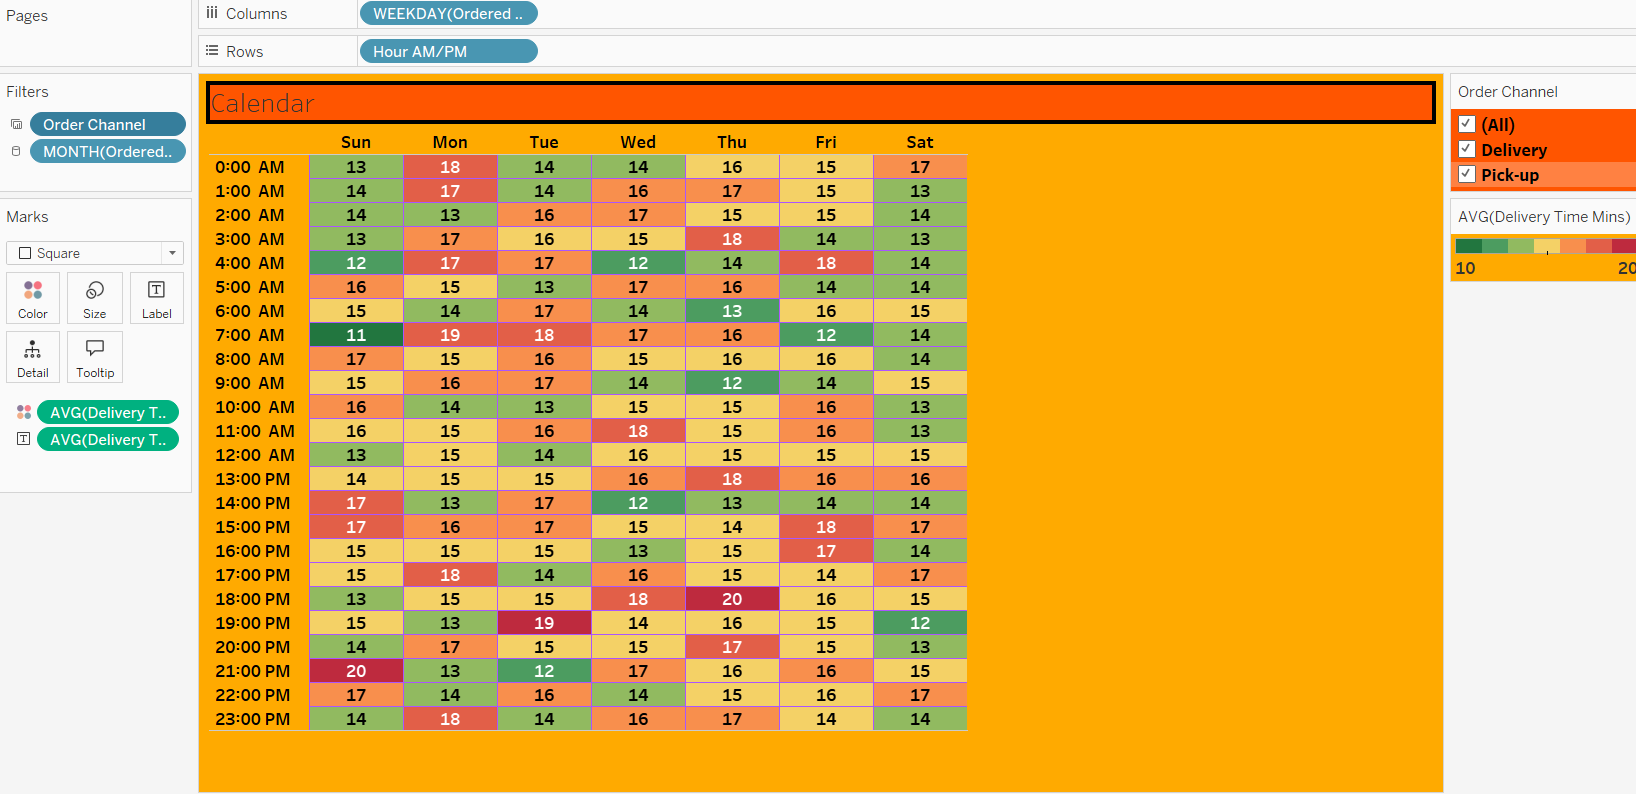 Pages
Columns WEEKDAY(Ordered ..
Rows Hour AM/PM
Filters
Order Channel
MONTH(Ordered..
Marks
Square
Color Size Label
Detail Tooltip
AVG(Delivery T..
AVG(Delivery T..
Calendar
Sun Mon Tue Wed Thu Fri Sat
0:00 AM 13 18 14 14 16 15 17
1:00 AM 14 17 14 16 17 15 13
2:00 AM 14 13 16 17 15 15 14
3:00 AM 13 17 16 15 18 14 13
4:00 AM 12 17 17 12 14 18 14
5:00 AM 16 15 13 17 16 14 14
6:00 AM 15 14 17 14 13 16 15
7:00 AM 11 19 18 17 16 12 14
8:00 AM 17 15 16 15 16 16 14
9:00 AM 15 16 17 14 12 14 15
10:00 AM 16 14 13 15 15 16 13
11:00 AM 16 15 16 18 15 16 13
12:00 AM 13 15 14 16 15 15 15
13:00 PM 14 15 15 16 18 16 16
14:00 PM 17 13 17 12 13 14 14
15:00 PM 17 16 17 15 14 18 17
16:00 PM 15 15 15 13 15 17 14
17:00 PM 15 18 14 16 15 14 17
18:00 PM 13 15 15 18 20 16 15
19:00 PM 15 13 19 14 16 15 12
20:00 PM 14 17 15 15 17 15 13
21:00 PM 20 13 12 17 16 16 15
22:00 PM 17 14 16 14 15 16 17
23:00 PM 14 18 14 16 17 14 14
Order Channel
(All)
Delivery
Pick-up
AVG(Delivery Time Mins)
10 20